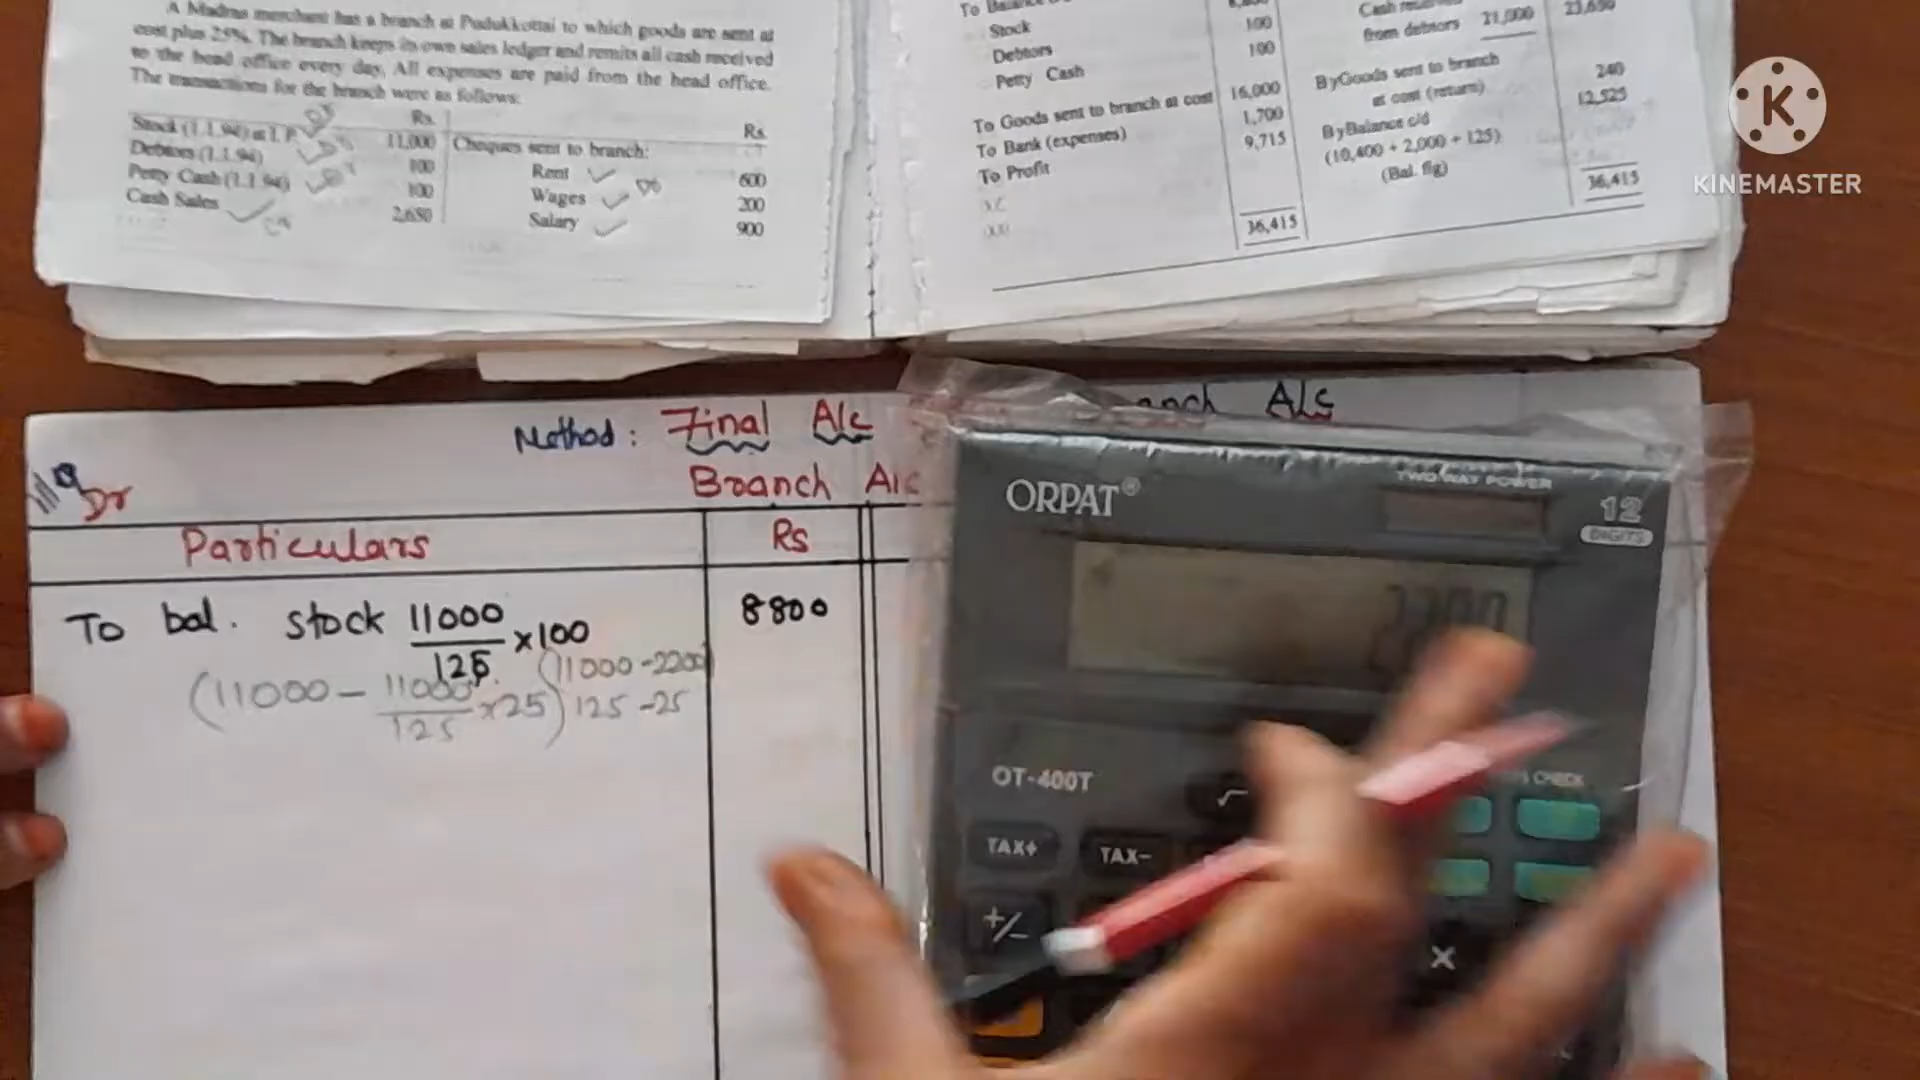 A Madras merchant has a branch at Pudukkottai to which goods are sent at
cost plus 25%. The branch keeps its own sales ledger and remits all cash received
to the head office every day. All expenses are paid from the head office.
The transactions for the branch were as follows:
Rs. Rs.
Stock (1.1.94) at I.P. 11,000 Cheques sent to branch:
Debtors (1.1.94) 100 Rent 600
Petty Cash (1.1.94) 100 Wages 200
Cash Sales 2,650 Salary 900
To
Stock
Debtors 100
Petty Cash 100
To Goods sent to branch at cost 16,000
To Bank (expenses) 1,700
To Profit 9,715
36,415
from debtors 21,000 23,650
ByGoods sent to branch
at cost (return) 240
ByBalance c/d 12,525
(10,400 + 2,000 + 125)
(Bal. fig)
36,415
KINEMASTER
Method : Final A/c
Branch A/c
Dr
Particulars Rs
To bal. stock 11000/125 x100 8800
(11000 - 11000/125 x25) (11000-2200)
125 -25
A/c
ORPAT®
TWO WAY POWER
12
DIGITS
2200
OT-400T
√
CHECK
TAX+ TAX-
+/-
X